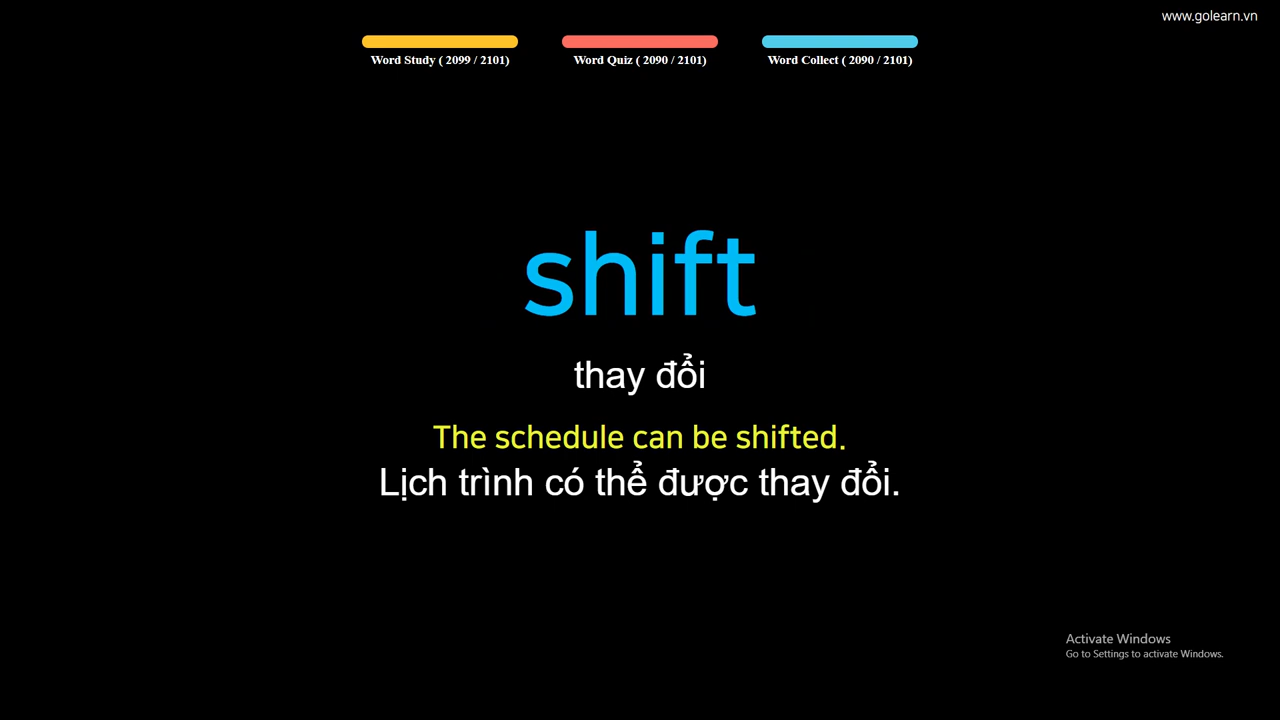 www.golearn.vn
Word Study ( 2099 / 2101)
Word Quiz ( 2090 / 2101)
Word Collect ( 2090 / 2101)
shift
thay đổi
The schedule can be shifted.
Lịch trình có thể được thay đổi.
Activate Windows
Go to Settings to activate Windows.